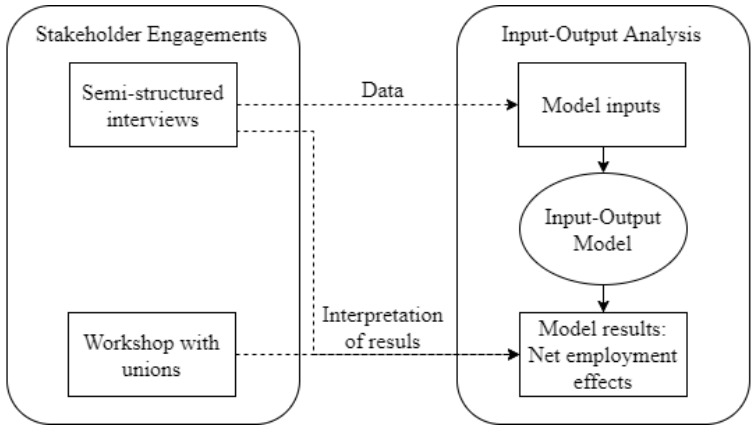 Stakeholder Engagements
Semi-structured
interviews
Workshop with
unions
Data
Interpretation
of resuls
Input-Output Analysis
Model inputs
Input-Output
Model
Model results:
Net employment
effects